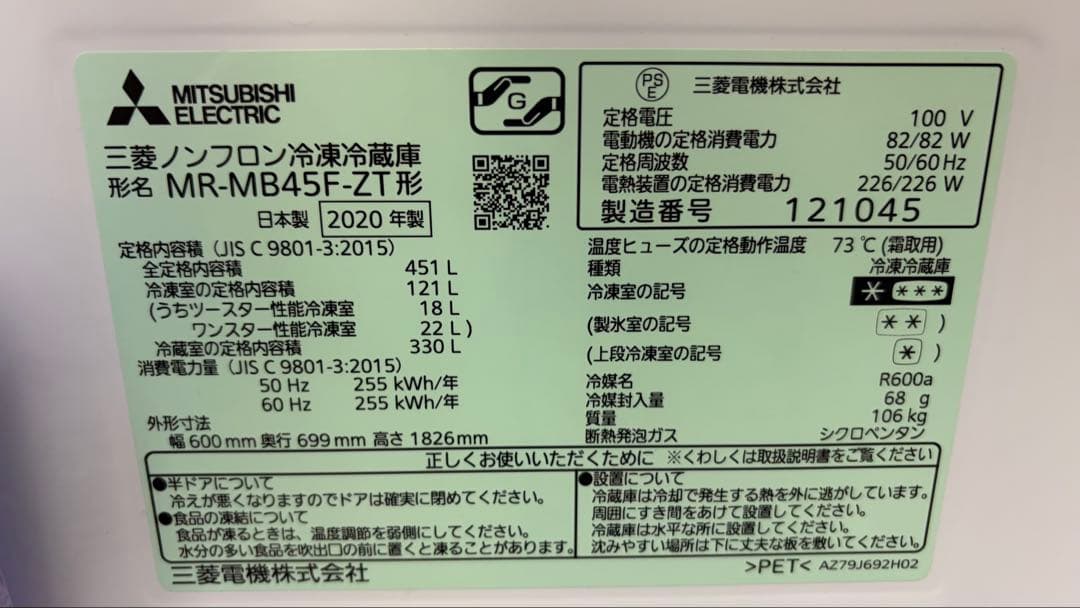 MITSUBISHI
ELECTRIC
G
三菱ノンフロン冷凍冷蔵庫
形名 MR-MB45F-ZT形
日本製 2020 年製
定格内容積（JIS C 9801-3:2015）
全定格内容積 451 L
冷凍室の定格内容積 121 L
(うちツースター性能冷凍室 18 L
ワンスター性能冷凍室 22 L )
冷蔵室の定格内容積 330 L
消費電力量（JIS C 9801-3:2015）
50 Hz 255 kWh/年
60 Hz 255 kWh/年
外形寸法
幅 600 mm 奥行 699 mm 高さ 1826 mm
PS
E
三菱電機株式会社
定格電圧 100 V
電動機の定格消費電力 82/82 W
定格周波数 50/60 Hz
電熱装置の定格消費電力 226/226 W
製造番号 121045
温度ヒューズの定格動作温度 73 ℃ (霜取用)
種類 冷凍冷蔵庫
冷凍室の記号 * ***
(製氷室の記号 ** )
(上段冷凍室の記号 * )
冷媒名 R600a
冷媒封入量 68 g
質量 106 kg
断熱発泡ガス シクロペンタン
正しくお使いいただくために ※くわしくは取扱説明書をご覧ください
●半ドアについて
冷えが悪くなりますのでドアは確実に閉めてください。
●食品の凍結について
食品が凍るときは、温度調節を弱側にしてください。
水分の多い食品を吹出口の前に置くと凍ることがあります。
●設置について
冷蔵庫は冷却で発生する熱を外に逃がしています。
周囲にすき間をあけて設置してください。
冷蔵庫は水平な所に設置してください。
沈みやすい場所は下に丈夫な板を敷いてください。
三菱電機株式会社
>PET< AZ79J692H02